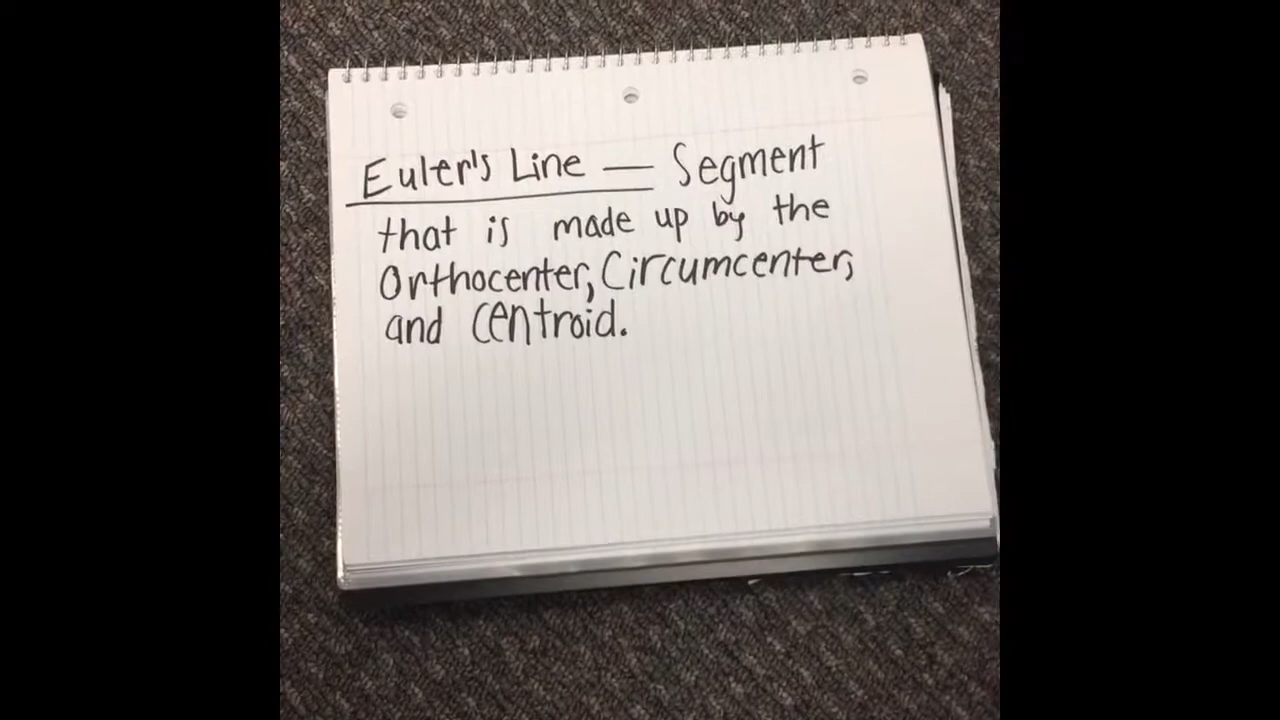 Euler's Line — Segment
that is made up by the
Orthocenter, Circumcenter,
and centroid.